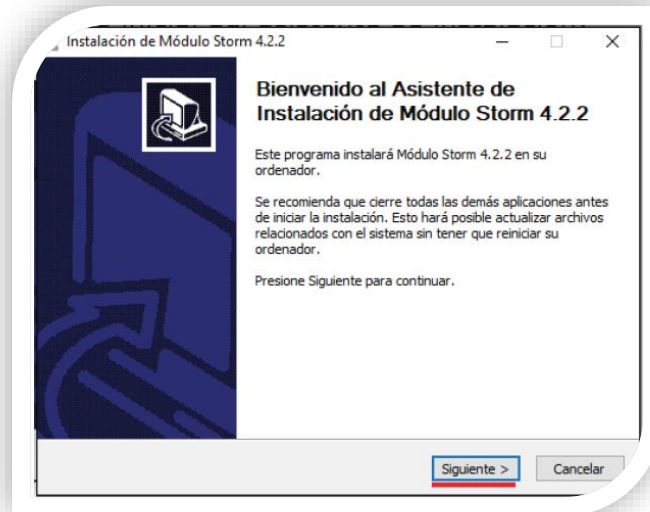 Instalación de Módulo Storm 4.2.2
Bienvenido al Asistente de
Instalación de Módulo Storm 4.2.2
Este programa instalará Módulo Storm 4.2.2 en su
ordenador.
Se recomienda que cierre todas las demás aplicaciones antes
de iniciar la instalación. Esto hará posible actualizar archivos
relacionados con el sistema sin tener que reiniciar su
ordenador.
Presione Siguiente para continuar.
Siguiente >
Cancelar